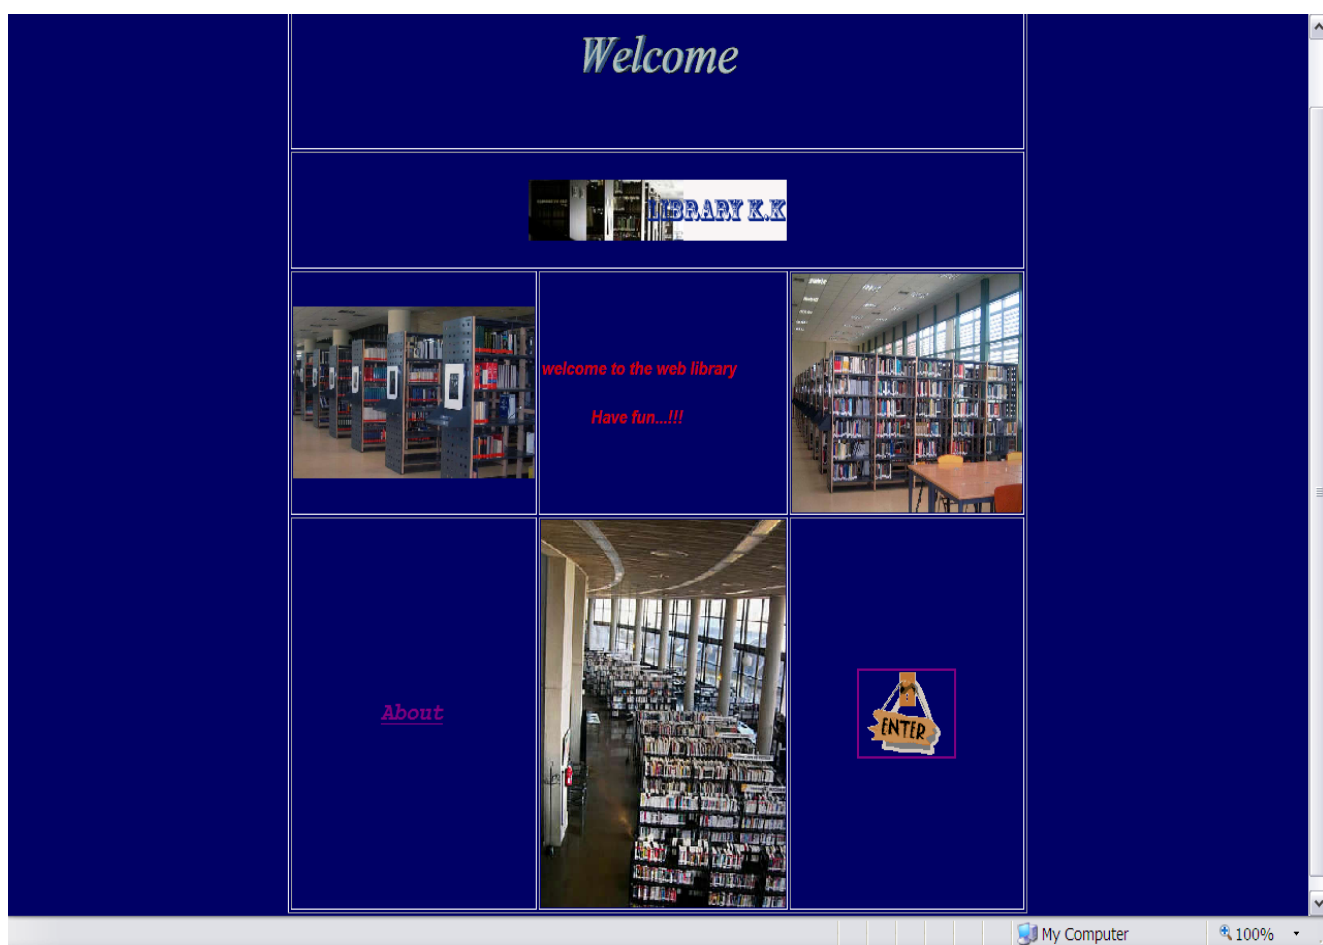 Welcome
LIBRARY K.K
welcome to the web library
Have fun...!!!
About
ENTER
My Computer
100%